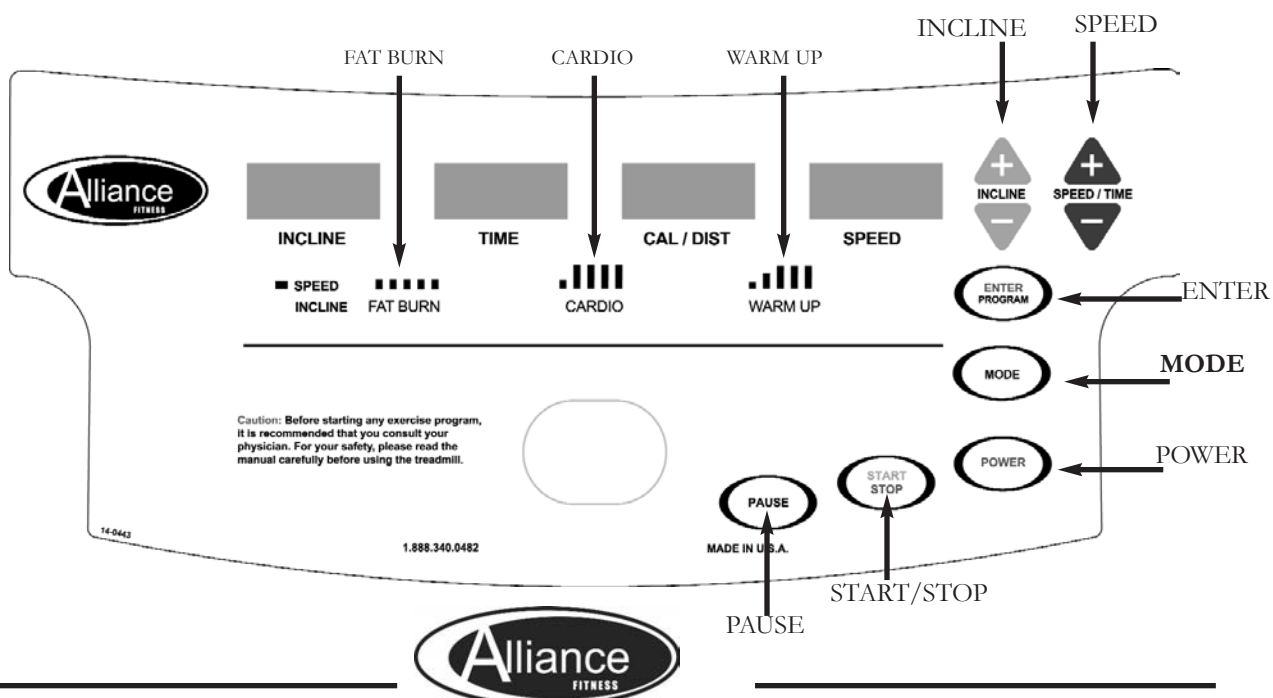 INCLINE SPEED
FAT BURN CARDIO WARM UP
Alliance
FITNESS
INCLINE TIME CAL / DIST SPEED
+ +
INCLINE SPEED / TIME
- -
SPEED
INCLINE FAT BURN CARDIO WARM UP
ENTER
PROGRAM
ENTER
MODE
MODE
Caution: Before starting any exercise program,
it is recommended that you consult your
physician. For your safety, please read the
manual carefully before using the treadmill.
POWER
POWER
START
STOP
PAUSE
14-0443
1.888.340.0482
MADE IN U.S.A.
START/STOP
PAUSE
Alliance
FITNESS